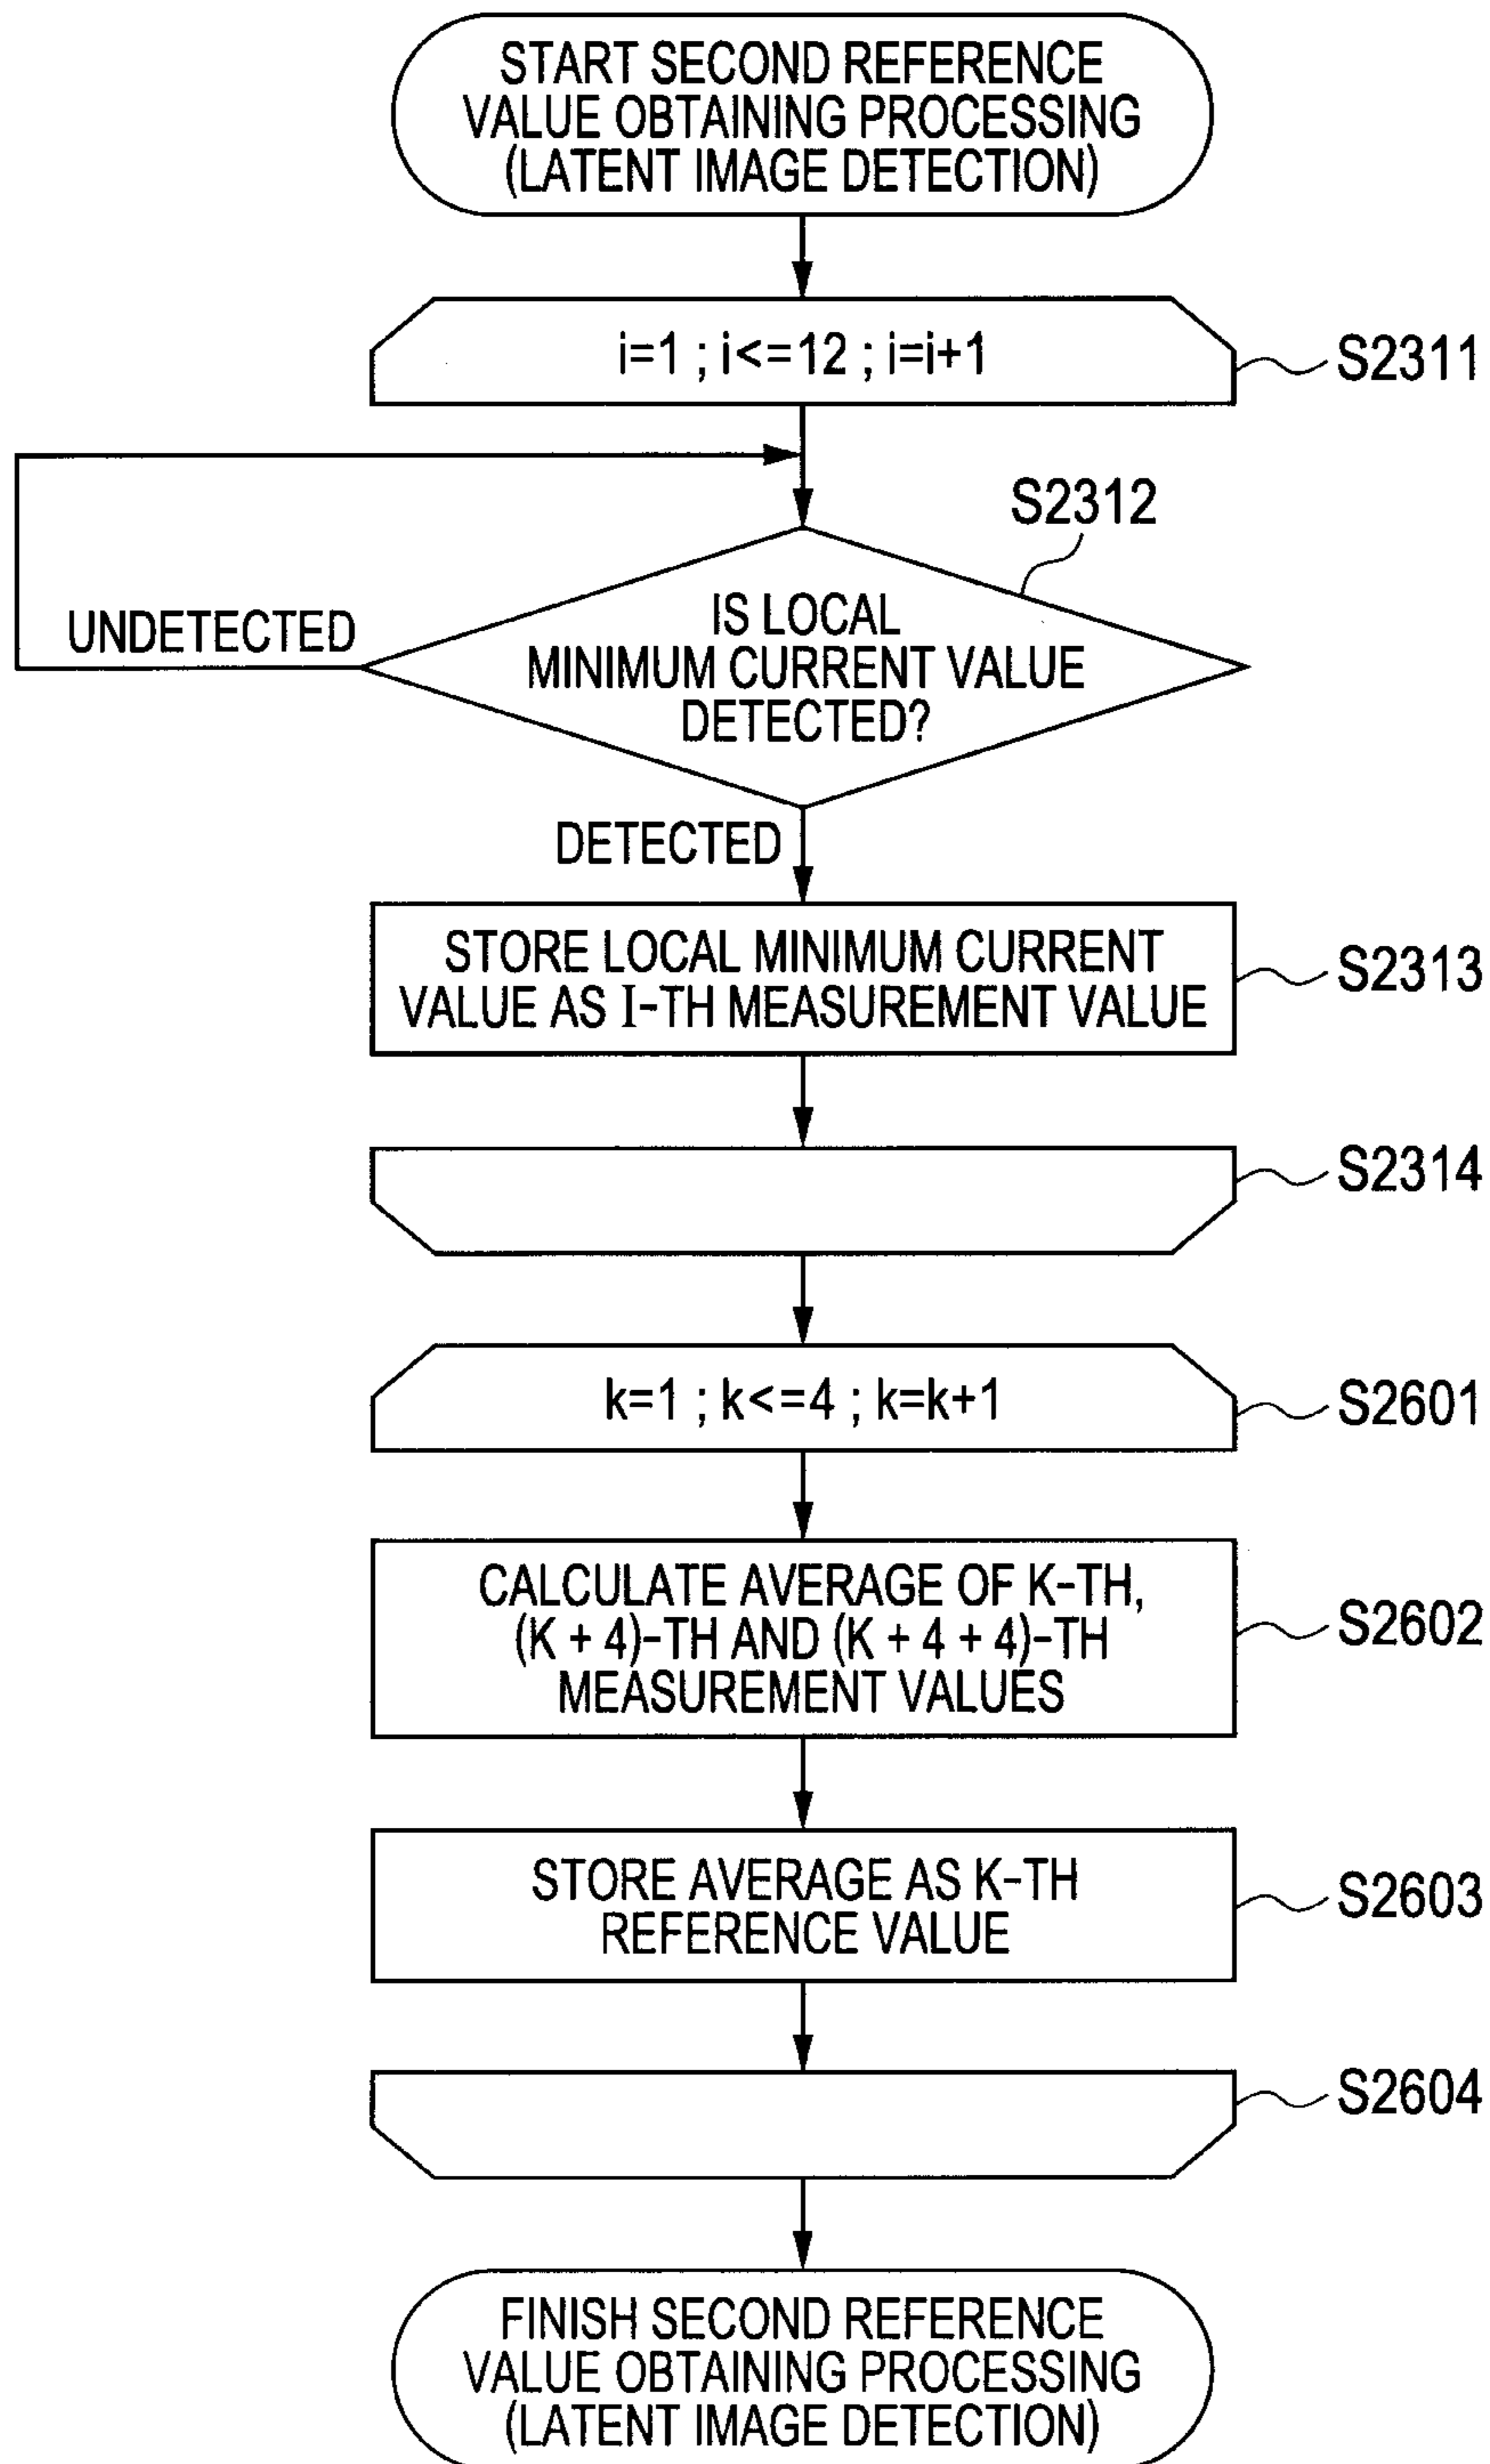 START SECOND REFERENCE
VALUE OBTAINING PROCESSING
(LATENT IMAGE DETECTION)
i=1 ; i<=12 ; i=i+1
S2311
S2312
UNDETECTED
IS LOCAL
MINIMUM CURRENT VALUE
DETECTED?
DETECTED
STORE LOCAL MINIMUM CURRENT
VALUE AS I-TH MEASUREMENT VALUE
S2313
S2314
k=1 ; k<=4 ; k=k+1
S2601
CALCULATE AVERAGE OF K-TH,
(K + 4)-TH AND (K + 4 + 4)-TH
MEASUREMENT VALUES
S2602
STORE AVERAGE AS K-TH
REFERENCE VALUE
S2603
S2604
FINISH SECOND REFERENCE
VALUE OBTAINING PROCESSING
(LATENT IMAGE DETECTION)